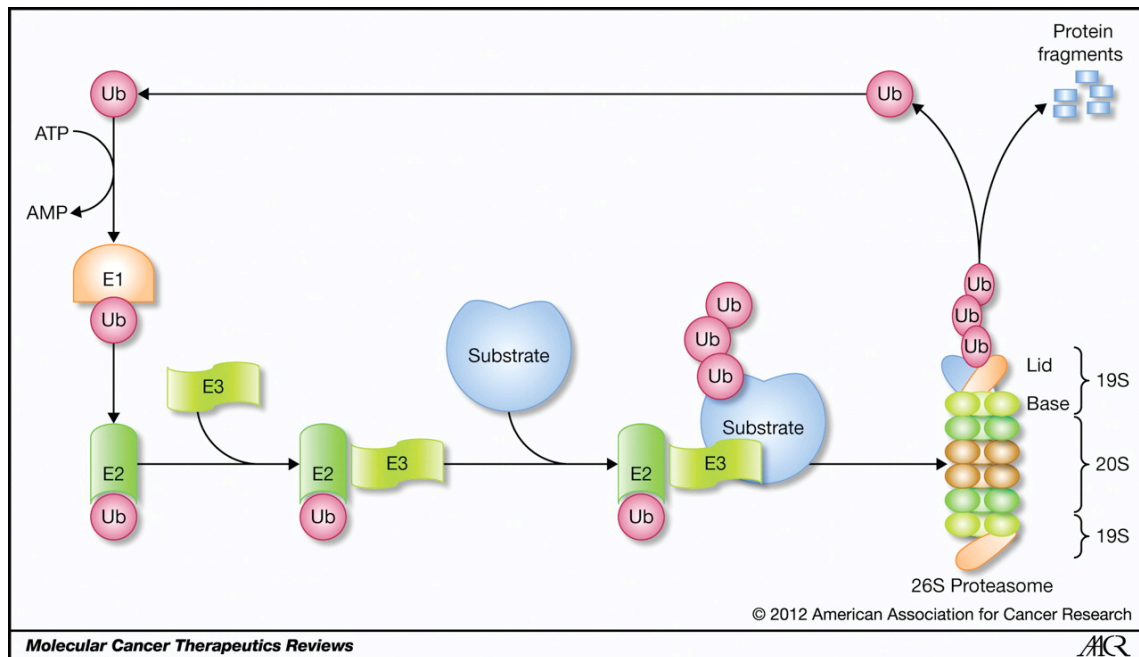 Protein
fragments
Ub
Ub
ATP
AMP
E1
Ub
Ub
Ub
Ub
Ub
Ub
Ub
Substrate
Lid
19S
E3
Base
Substrate
E2
E2
E3
E2
E3
20S
Ub
Ub
Ub
19S
26S Proteasome
© 2012 American Association for Cancer Research
Molecular Cancer Therapeutics Reviews
AACR